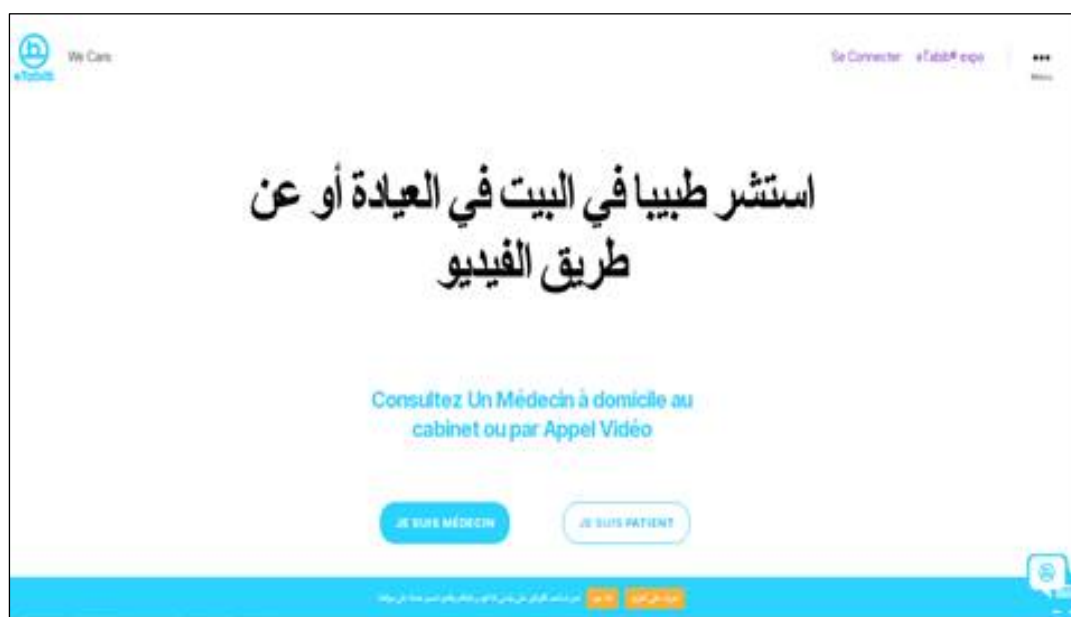 eTabib
We Care
Se Connecter eTabib® expo
Menu
استشر طبيبا في البيت في العيادة أو عن
طريق الفيديو
Consultez Un Médecin à domicile au
cabinet ou par Appel Vidéo
JE SUIS MÉDECIN
JE SUIS PATIENT